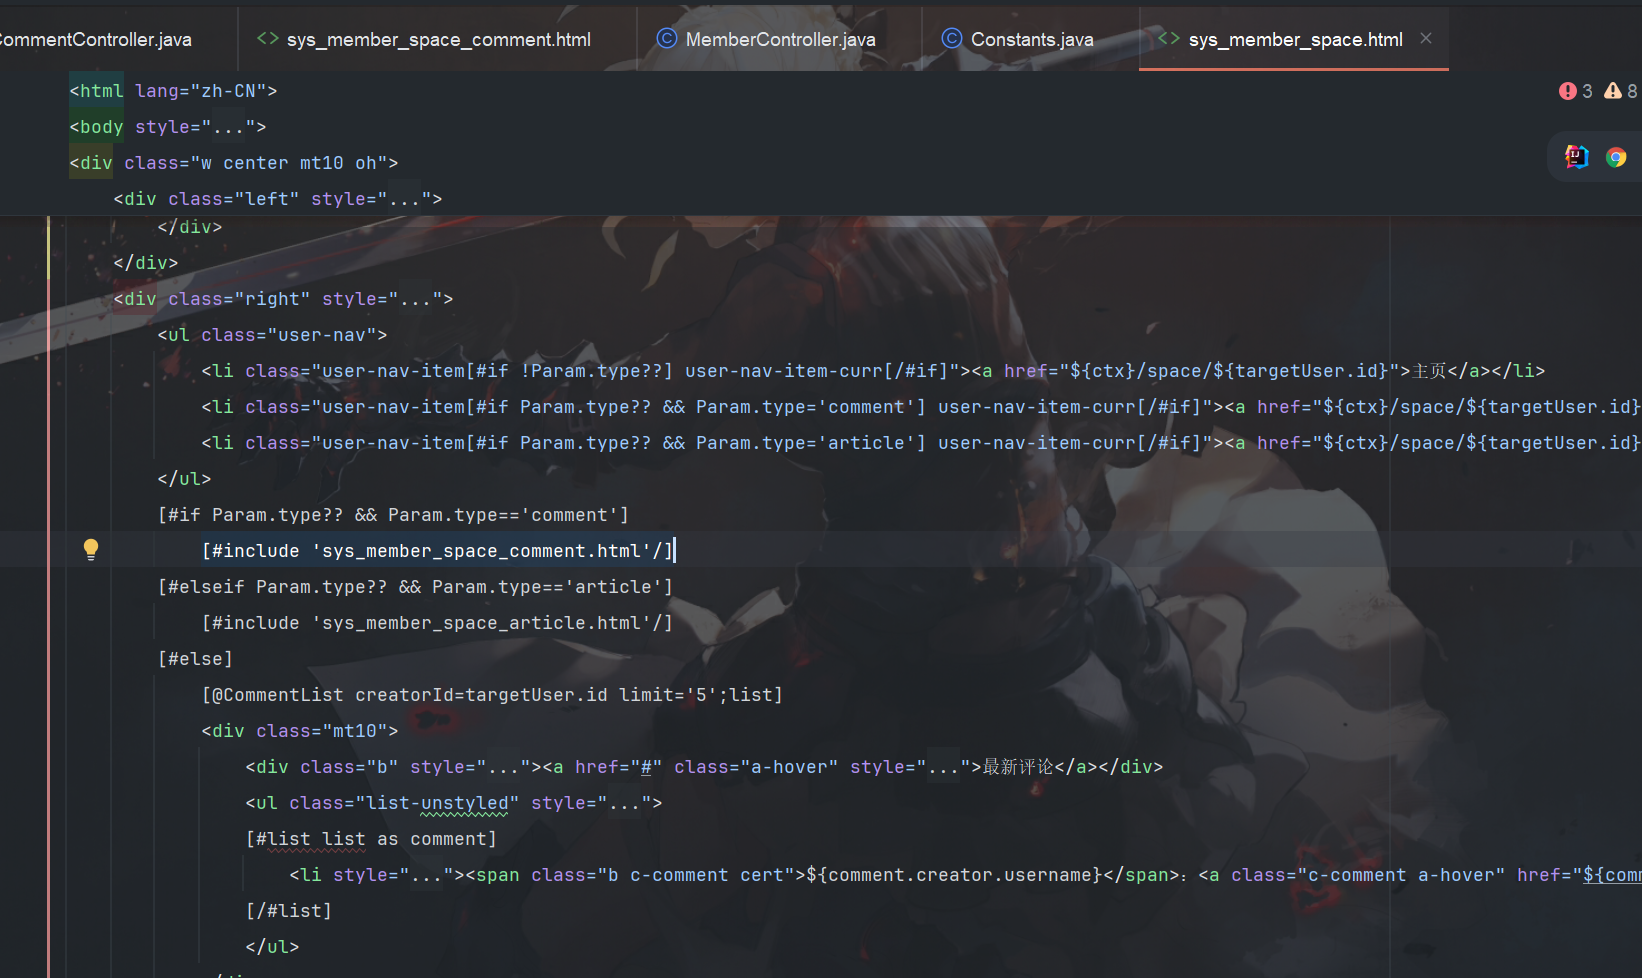 CommentController.java
sys_member_space_comment.html
MemberController.java
Constants.java
sys_member_space.html
<html lang="zh-CN">
3 8
<body style="...">
<div class="w center mt10 oh">
<div class="left" style="...">
</div>
</div>
<div class="right" style="...">
<ul class="user-nav">
<li class="user-nav-item[#if !Param.type??] user-nav-item-curr[/#if]"><a href="${ctx}/space/${targetUser.id}">主页</a></li>
<li class="user-nav-item[#if Param.type?? && Param.type='comment'] user-nav-item-curr[/#if]"><a href="${ctx}/space/${targetUser.id}
<li class="user-nav-item[#if Param.type?? && Param.type='article'] user-nav-item-curr[/#if]"><a href="${ctx}/space/${targetUser.id}
</ul>
[#if Param.type?? && Param.type=='comment']
[#include 'sys_member_space_comment.html'/]
[#elseif Param.type?? && Param.type=='article']
[#include 'sys_member_space_article.html'/]
[#else]
[@CommentList creatorId=targetUser.id limit='5';list]
<div class="mt10">
<div class="b" style="..."><a href="#" class="a-hover" style="...">最新评论</a></div>
<ul class="list-unstyled" style="...">
[#list list as comment]
<li style="..."><span class="b c-comment cert">${comment.creator.username}</span>：<a class="c-comment a-hover" href="${com
[/#list]
</ul>